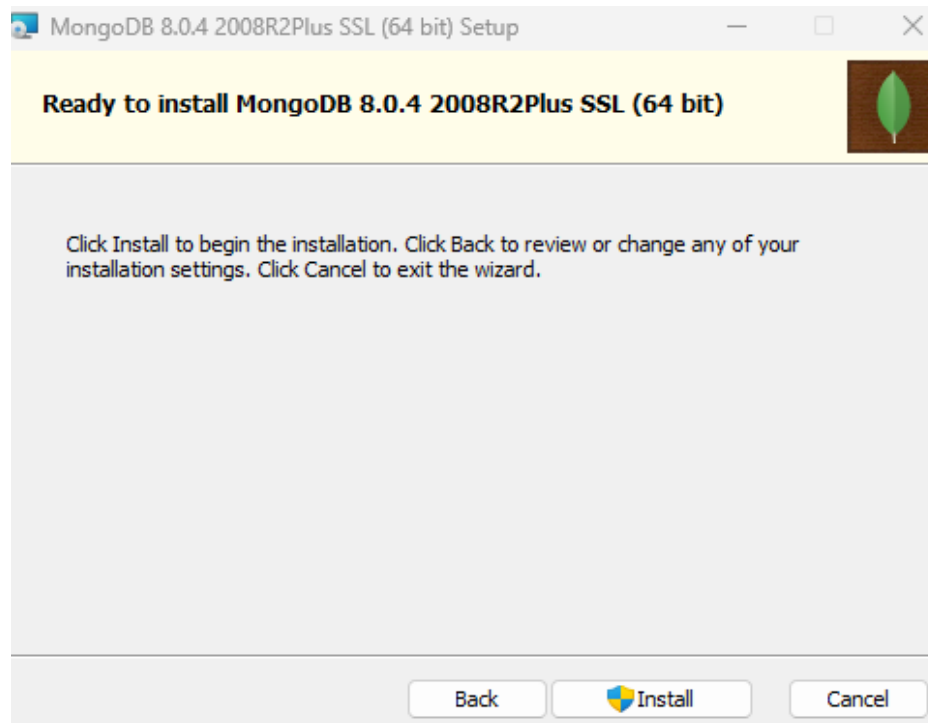 MongoDB 8.0.4 2008R2Plus SSL (64 bit) Setup
Ready to install MongoDB 8.0.4 2008R2Plus SSL (64 bit)
Click Install to begin the installation. Click Back to review or change any of your
installation settings. Click Cancel to exit the wizard.
Back Install Cancel